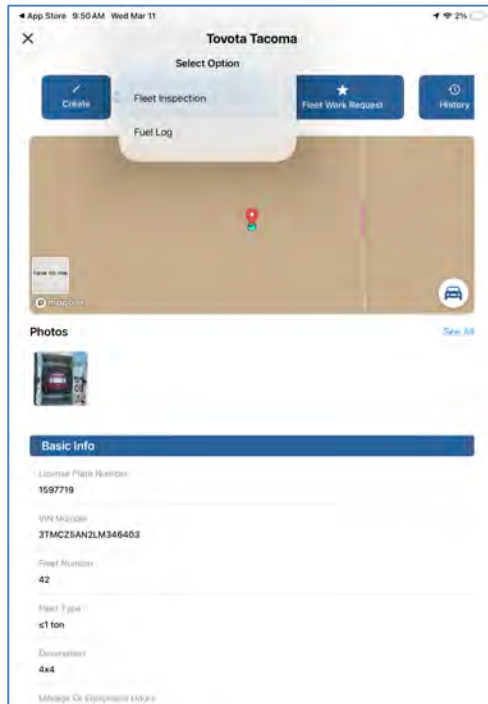 App Store 9:50 AM Wed Mar 11
2%
Tovota Tacoma
Select Option
Create
Fleet Inspection
Fuel Log
Fleet Work Request
History
mapbox
Photos
See All
Basic Info
License Plate Number
1597719
VIN Number
3TMCZ5AN2LM346403
Fleet Number
42
Fleet Type
≤1 ton
Description
4x4
Mileage Or Equipment Hours